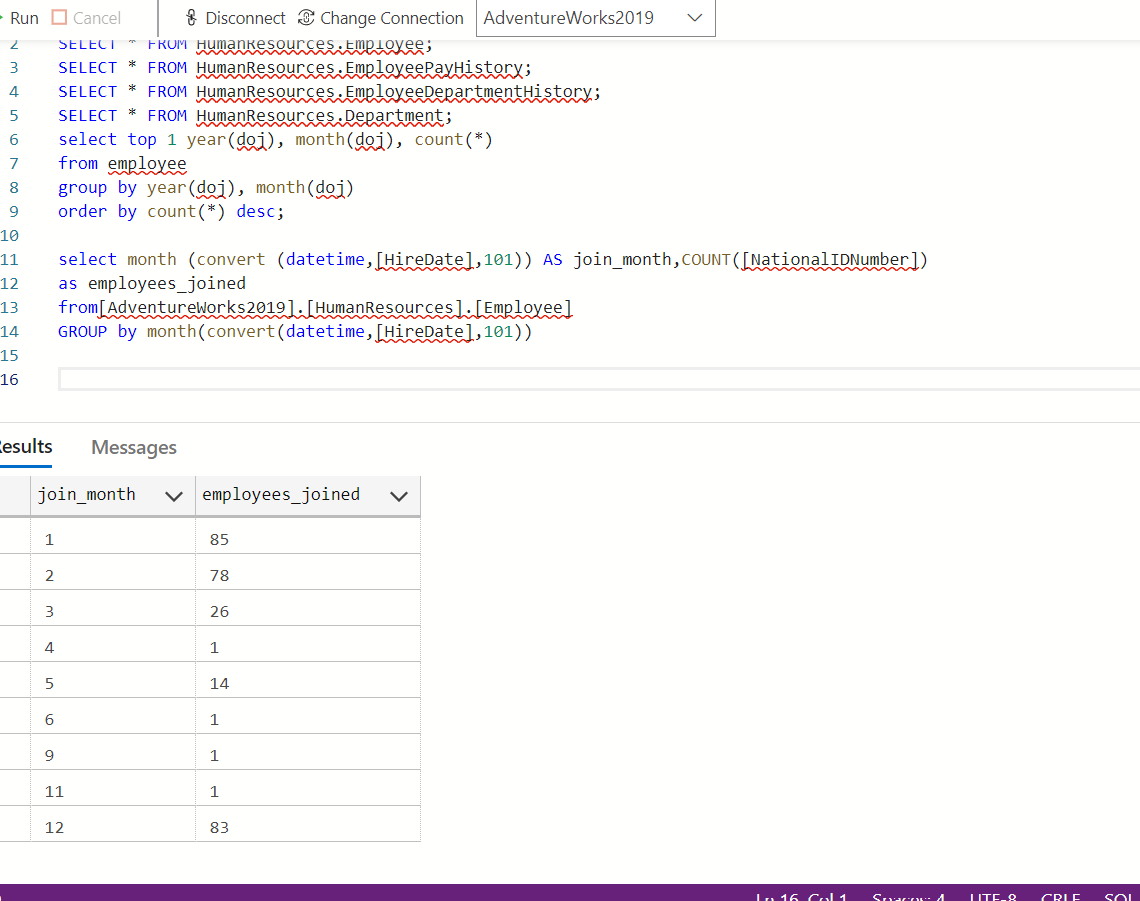 Run Cancel Disconnect Change Connection AdventureWorks2019
2 SELECT * FROM HumanResources.Employee;
3 SELECT * FROM HumanResources.EmployeePayHistory;
4 SELECT * FROM HumanResources.EmployeeDepartmentHistory;
5 SELECT * FROM HumanResources.Department;
6 select top 1 year(doj), month(doj), count(*)
7 from employee
8 group by year(doj), month(doj)
9 order by count(*) desc;
10
11 select month (convert (datetime,[HireDate],101)) AS join_month,COUNT([NationalIDNumber])
12 as employees_joined
13 from[AdventureWorks2019].[HumanResources].[Employee]
14 GROUP by month(convert(datetime,[HireDate],101))
15
16
esults Messages
join_month employees_joined
1 85
2 78
3 26
4 1
5 14
6 1
9 1
11 1
12 83
Ln 16, Col 1 Spaces: 4 UTF-8 CRLF SQL